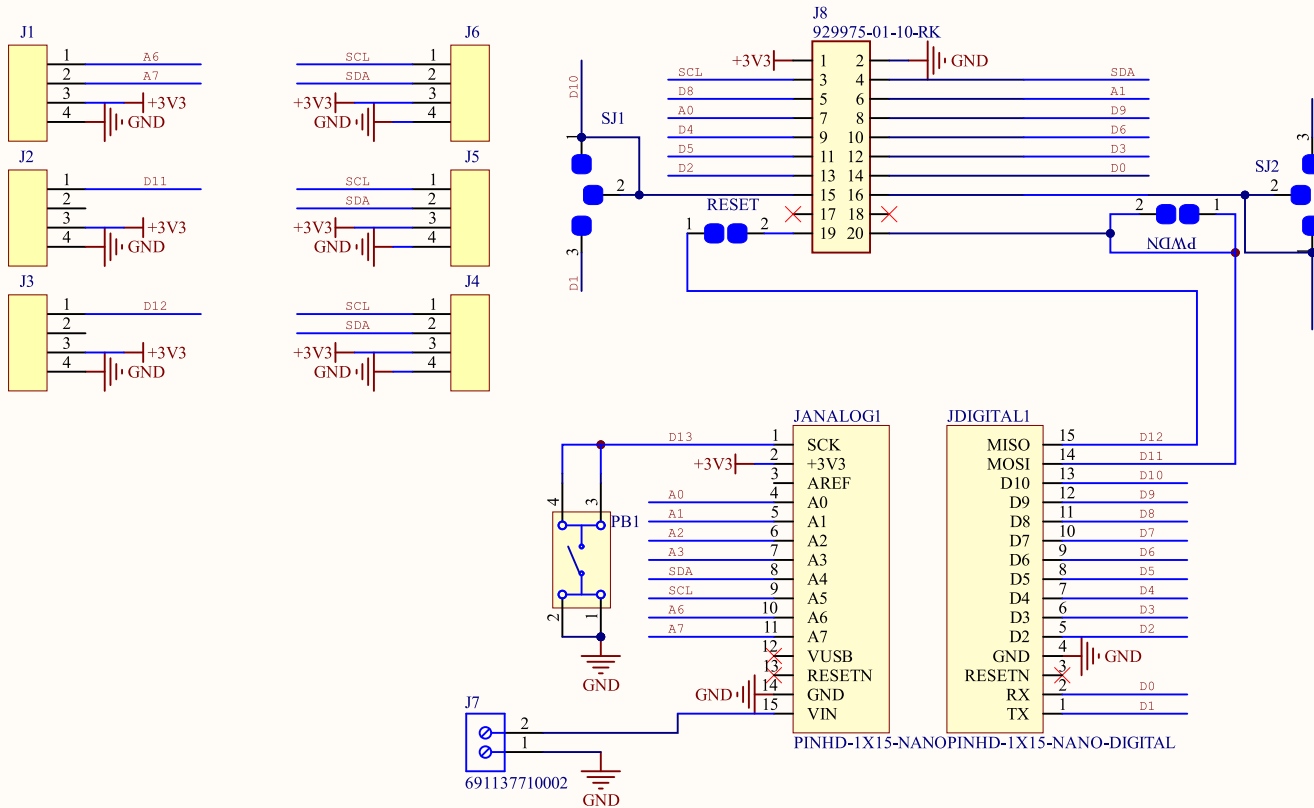 J1
1
A6
2
A7
3
+3V3
4
GND
J6
SCL
1
SDA
2
+3V3
3
GND
4
J2
1
D11
2
3
+3V3
4
GND
J5
SCL
1
SDA
2
+3V3
3
GND
4
J3
1
D12
2
3
+3V3
4
GND
J4
SCL
1
SDA
2
+3V3
3
GND
4
D10
1
SJ1
2
3
D1
J8
929975-01-10-RK
+3V3
1
2
GND
SCL
3
4
SDA
D8
5
6
A1
A0
7
8
D9
D4
9
10
D6
D5
11
12
D3
D2
13
14
D0
15
16
17
18
19
20
RESET
1
2
3
SJ2
2
1
2
1
PWDN
JANALOG1
D13
1
SCK
+3V3
2
+3V3
3
AREF
A0
4
A0
A1
5
A1
A2
6
A2
A3
7
A3
SDA
8
A4
SCL
9
A5
A6
10
A6
A7
11
A7
12
VUSB
13
RESETN
GND
14
GND
15
VIN
PINHD-1X15-NANO
JDIGITAL1
MISO
15
D12
MOSI
14
D11
D10
13
D10
D9
12
D9
D8
11
D8
D7
10
D7
D6
9
D6
D5
8
D5
D4
7
D4
D3
6
D3
D2
5
D2
GND
4
GND
RESETN
3
RX
2
D0
TX
1
D1
PINHD-1X15-NANO-DIGITAL
4
3
PB1
2
1
GND
J7
2
1
691137710002
GND